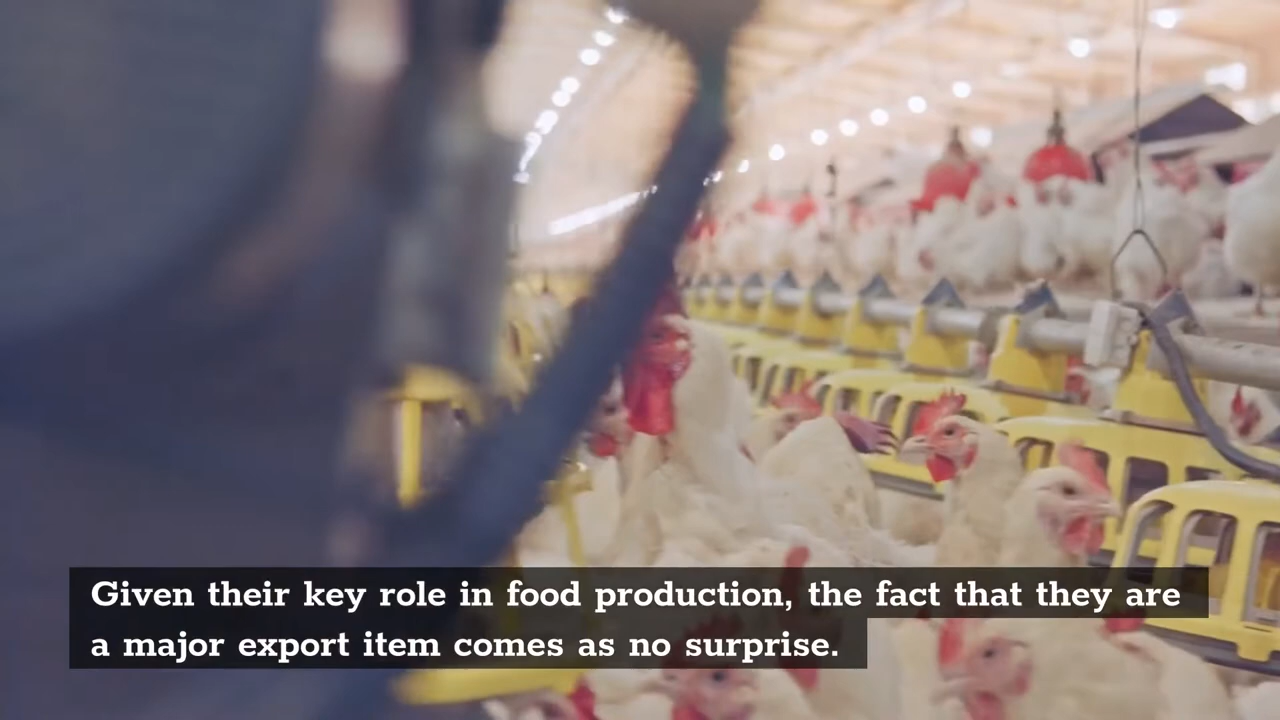 Given their key role in food production, the fact that they are
a major export item comes as no surprise.